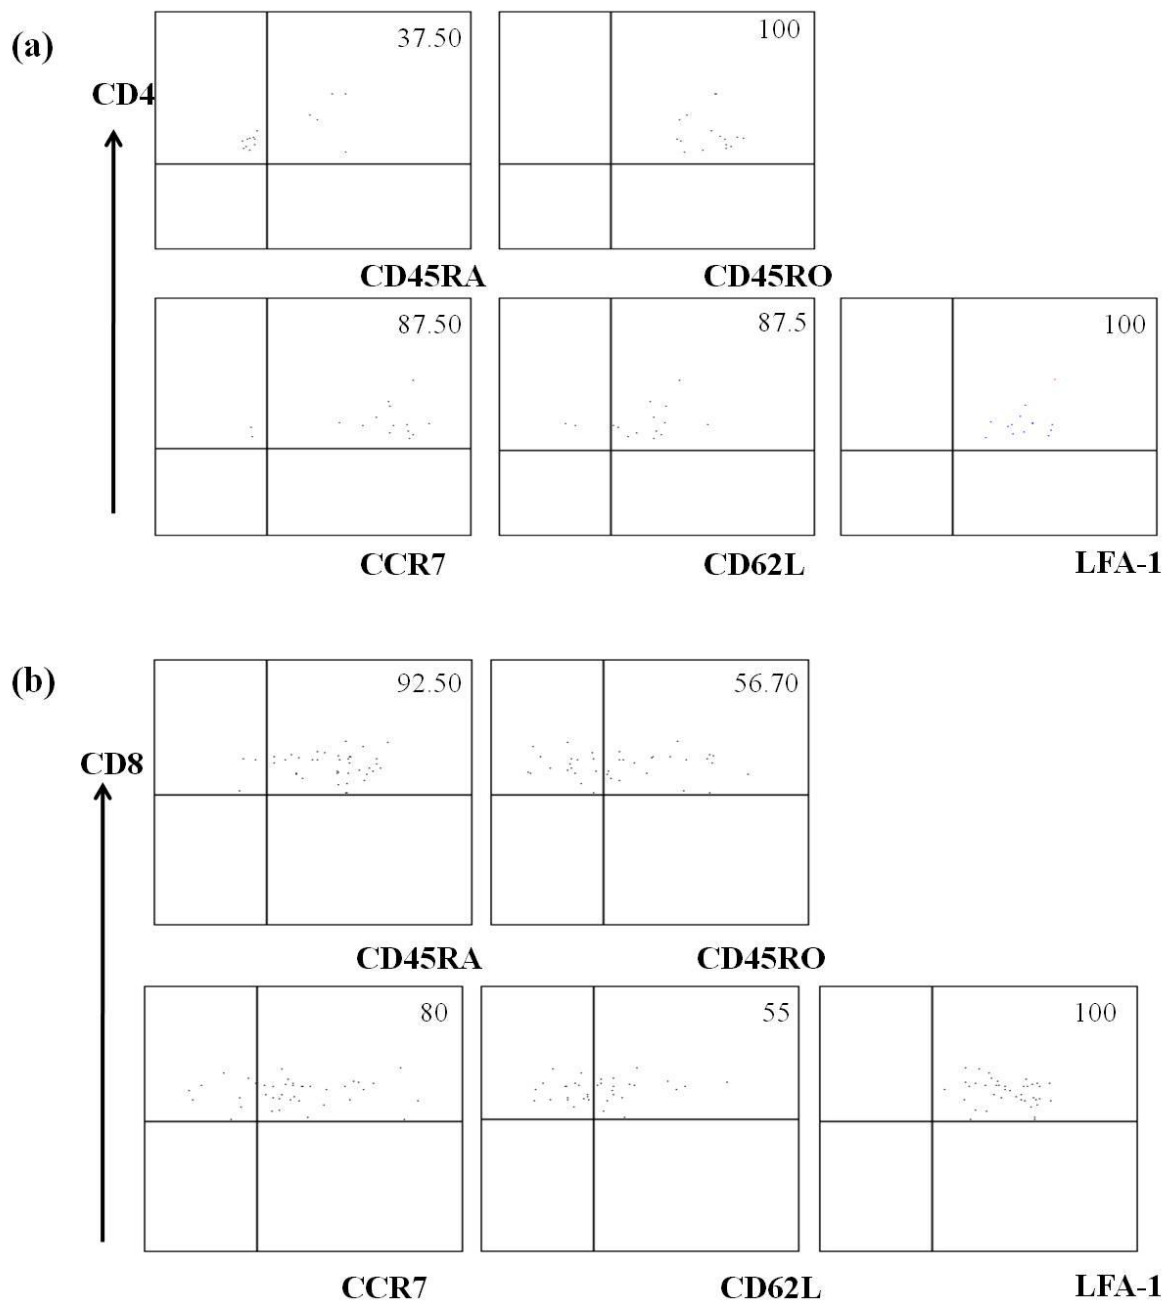 (a)
CD4
37.50
100
CD45RA
CD45RO
87.50
87.5
100
CCR7
CD62L
LFA-1
(b)
CD8
92.50
56.70
CD45RA
CD45RO
80
55
100
CCR7
CD62L
LFA-1